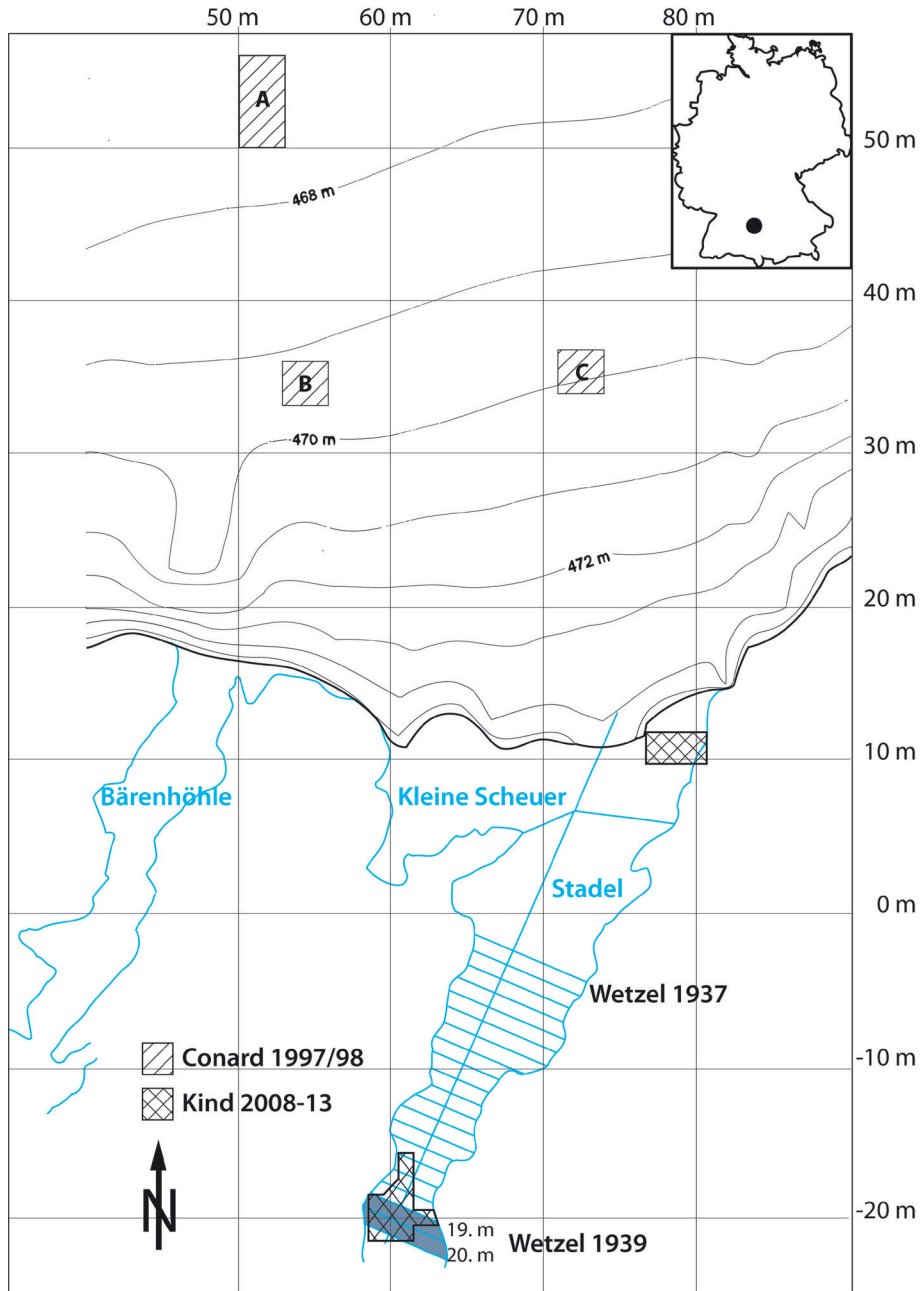 50 m
60 m
70 m
80 m
A
50 m
468 m
40 m
B
C
470 m
30 m
472 m
20 m
10 m
Bärenhöhle
Kleine Scheuer
Stadel
0 m
Wetzel 1937
Conard 1997/98
-10 m
Kind 2008-13
N
-20 m
19. m
20. m
Wetzel 1939